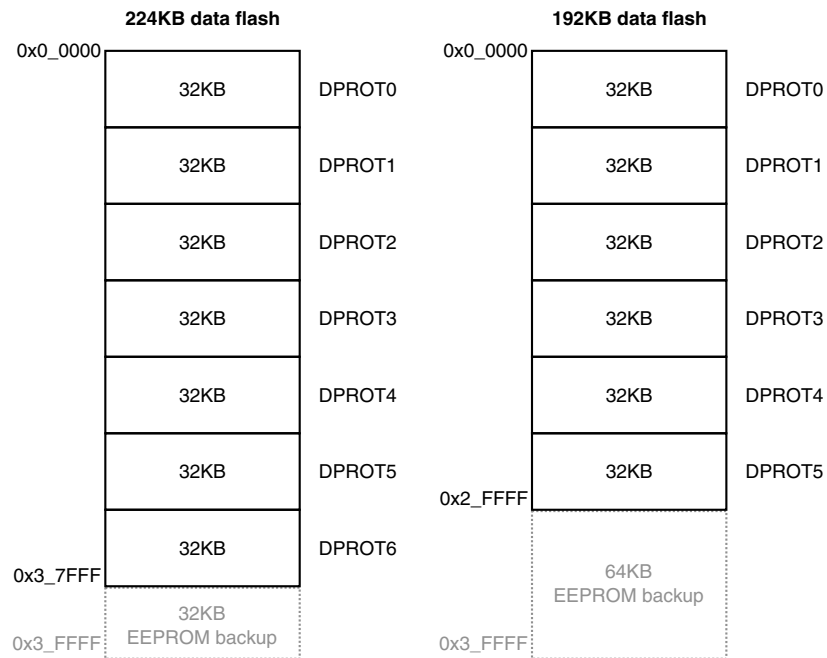 224KB data flash
0x0_0000
32KB DPROT0
32KB DPROT1
32KB DPROT2
32KB DPROT3
32KB DPROT4
32KB DPROT5
32KB DPROT6
0x3_7FFF
32KB
EEPROM backup
0x3_FFFF
192KB data flash
0x0_0000
32KB DPROT0
32KB DPROT1
32KB DPROT2
32KB DPROT3
32KB DPROT4
32KB DPROT5
0x2_FFFF
64KB
EEPROM backup
0x3_FFFF